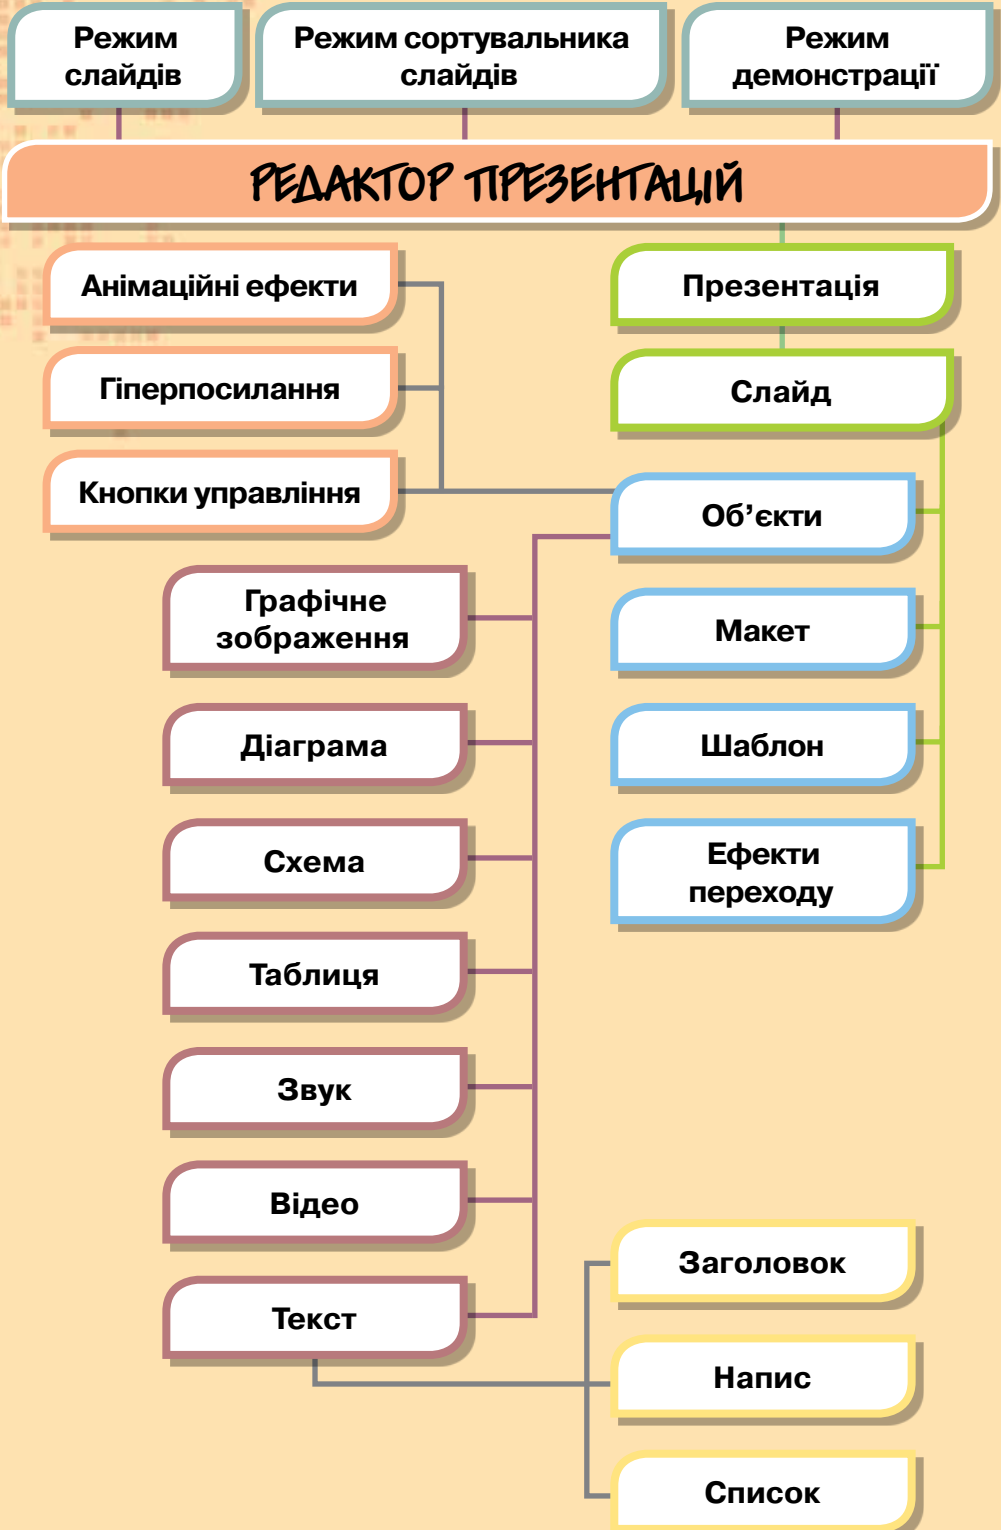 Режим
слайдів
Режим сортувальника
слайдів
Режим
демонстрації
РЕДАКТОР ПРЕЗЕНТАЦІЙ
Анімаційні ефекти
Презентація
Гіперпосилання
Слайд
Кнопки управління
Об’єкти
Графічне
зображення
Макет
Діаграма
Шаблон
Схема
Ефекти
переходу
Таблиця
Звук
Відео
Текст
Заголовок
Напис
Список